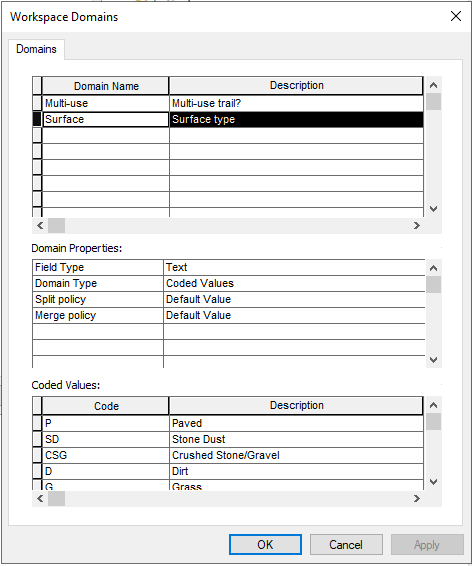 Workspace Domains
Domains
Domain Name Description
Multi-use Multi-use trail?
Surface Surface type
Domain Properties:
Field Type Text
Domain Type Coded Values
Split policy Default Value
Merge policy Default Value
Coded Values:
Code Description
P Paved
SD Stone Dust
CSG Crushed Stone/Gravel
D Dirt
G Grass
OK Cancel Apply